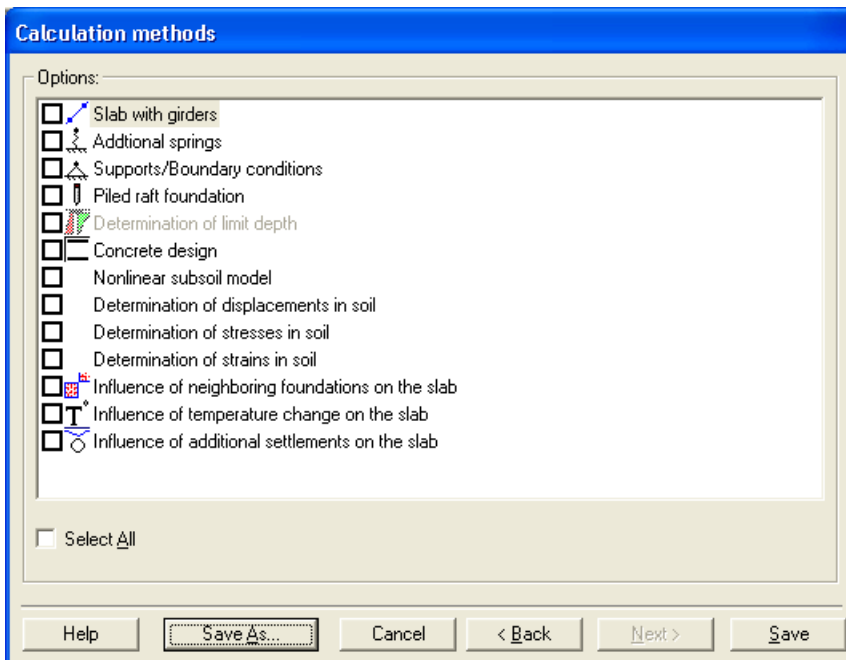 Calculation methods
Options:
Slab with girders
Addtional springs
Supports/Boundary conditions
Piled raft foundation
Determination of limit depth
Concrete design
Nonlinear subsoil model
Determination of displacements in soil
Determination of stresses in soil
Determination of strains in soil
Influence of neighboring foundations on the slab
Influence of temperature change on the slab
Influence of additional settlements on the slab
Select All
Help Save As... Cancel < Back Next > Save